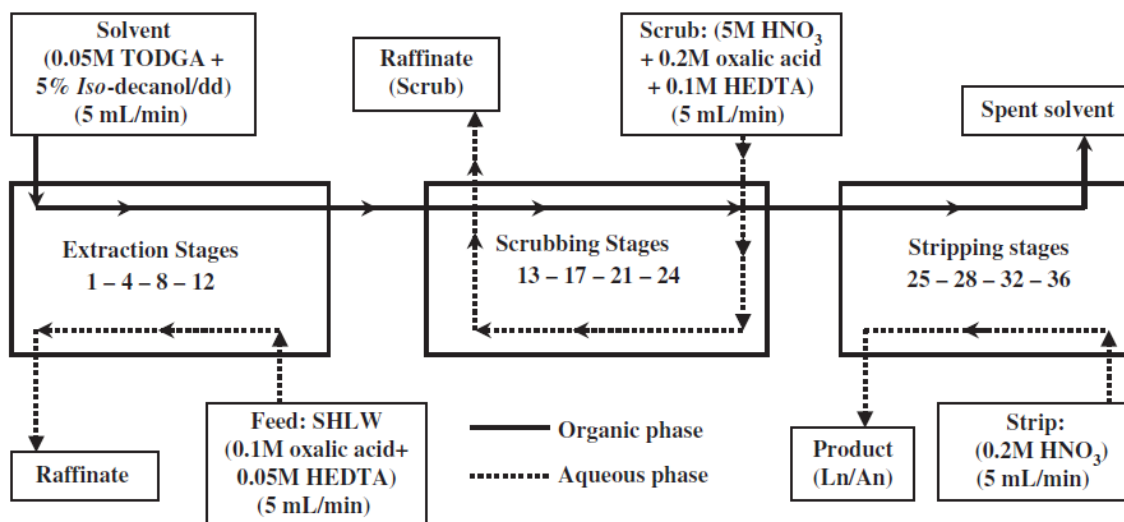 Solvent
(0.05M TODGA +
5% Iso-decanol/dd)
(5 mL/min)
Raffinate
(Scrub)
Scrub: (5M HNO3
+ 0.2M oxalic acid
+ 0.1M HEDTA)
(5 mL/min)
Spent solvent
Extraction Stages
1 – 4 – 8 – 12
Scrubbing Stages
13 – 17 – 21 – 24
Stripping stages
25 – 28 – 32 – 36
Raffinate
Feed: SHLW
(0.1M oxalic acid+
0.05M HEDTA)
(5 mL/min)
Organic phase
Aqueous phase
Product
(Ln/An)
Strip:
(0.2M HNO3)
(5 mL/min)